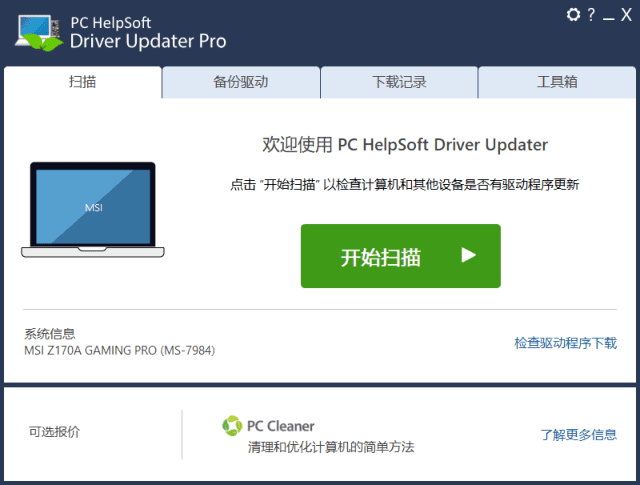 PC HelpSoft
Driver Updater Pro
? X
扫描 备份驱动 下载记录 工具箱
欢迎使用 PC HelpSoft Driver Updater
点击 “开始扫描” 以检查计算机和其他设备是否有驱动程序更新
MSI
开始扫描
系统信息
MSI Z170A GAMING PRO (MS-7984)
检查驱动程序下载
可选报价
PC Cleaner
清理和优化计算机的简单方法
了解更多信息